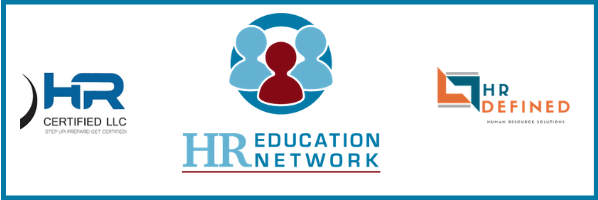 HR
CERTIFIED LLC
STEP UP! PREPARE! GET CERTIFIED!
HR EDUCATION
NETWORK
HR
DEFINED
HUMAN RESOURCE SOLUTIONS